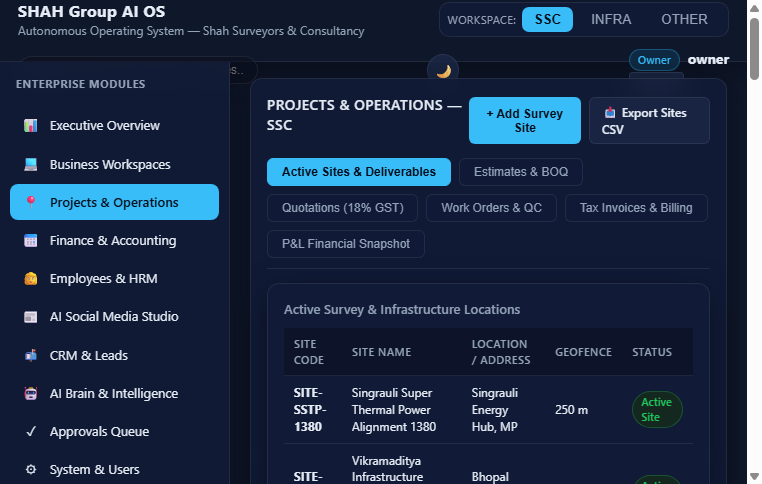 SHAH Group AI OS
Autonomous Operating System — Shah Surveyors & Consultancy
WORKSPACE: SSC INFRA OTHER
Owner owner
ENTERPRISE MODULES
Executive Overview
Business Workspaces
Projects & Operations
Finance & Accounting
Employees & HRM
AI Social Media Studio
CRM & Leads
AI Brain & Intelligence
Approvals Queue
System & Users
PROJECTS & OPERATIONS —
SSC
+ Add Survey
Site
Export Sites
CSV
Active Sites & Deliverables
Estimates & BOQ
Quotations (18% GST)
Work Orders & QC
Tax Invoices & Billing
P&L Financial Snapshot
Active Survey & Infrastructure Locations
SITE
CODE
SITE NAME
LOCATION
/ ADDRESS
GEOFENCE
STATUS
SITE-
SSTP-
1380
Singrauli Super
Thermal Power
Alignment 1380
Singrauli
Energy
Hub, MP
250 m
Active
Site
SITE-
Vikramaditya
Infrastructure
Bhopal